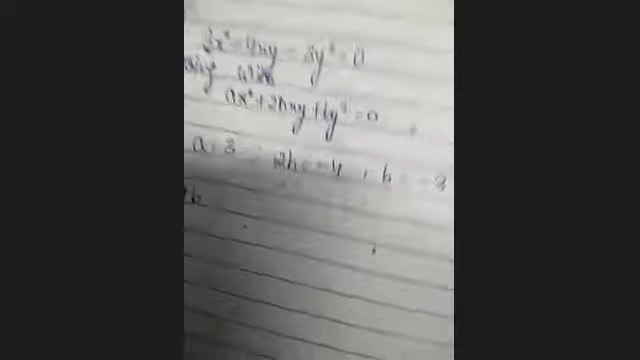 3x² - 4xy - 3y² = 0
ax² + 2hxy + by² = 0
a = 3 2h = -4 , b = -3